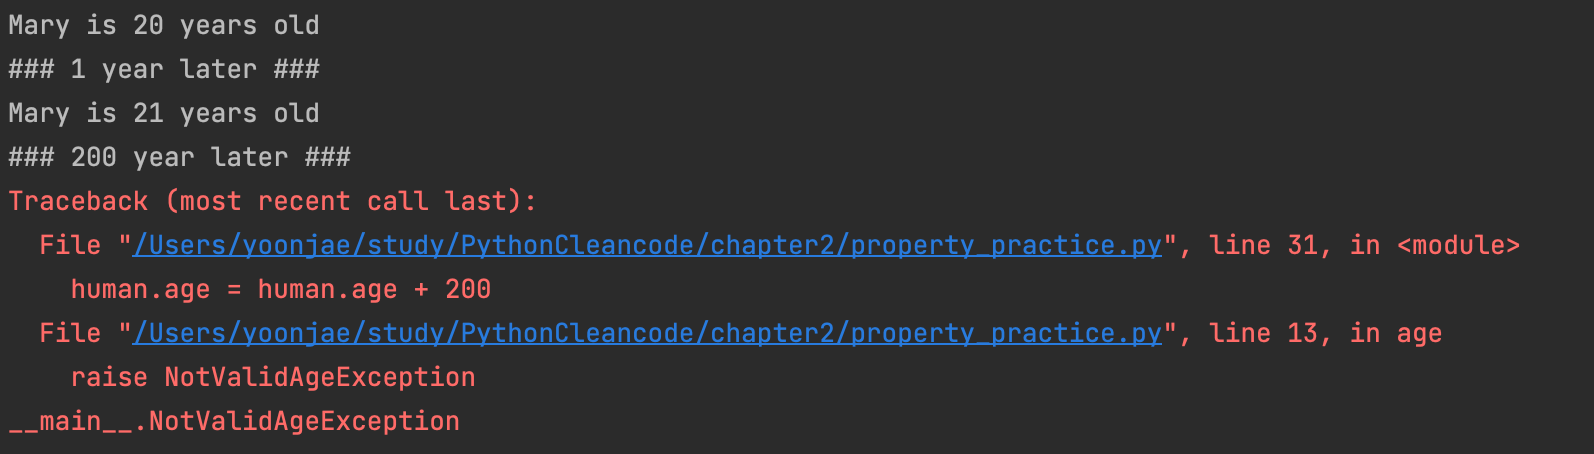 Mary is 20 years old
### 1 year later ###
Mary is 21 years old
### 200 year later ###
Traceback (most recent call last):
  File "/Users/yoonjae/study/PythonCleancode/chapter2/property_practice.py", line 31, in <module>
    human.age = human.age + 200
  File "/Users/yoonjae/study/PythonCleancode/chapter2/property_practice.py", line 13, in age
    raise NotValidAgeException
__main__.NotValidAgeException